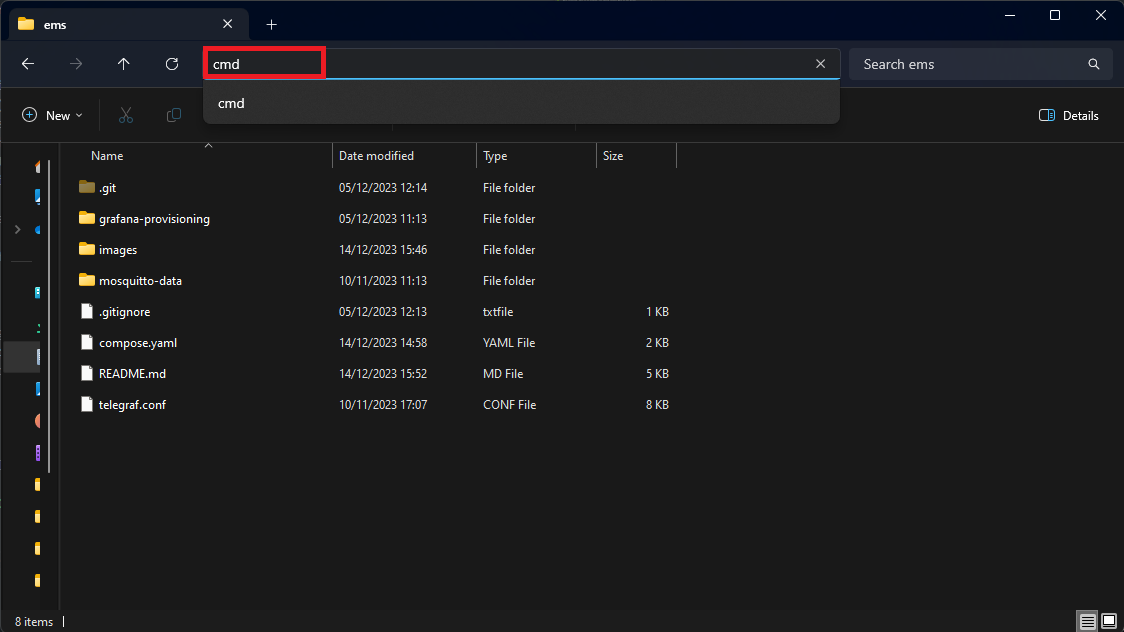 ems
cmd
Search ems
cmd
New
Details
Name Date modified Type Size
.git 05/12/2023 12:14 File folder
grafana-provisioning 05/12/2023 11:13 File folder
images 14/12/2023 15:46 File folder
mosquitto-data 10/11/2023 11:13 File folder
.gitignore 05/12/2023 12:13 txtfile 1 KB
compose.yaml 14/12/2023 14:58 YAML File 2 KB
README.md 14/12/2023 15:52 MD File 5 KB
telegraf.conf 10/11/2023 17:07 CONF File 8 KB
8 items